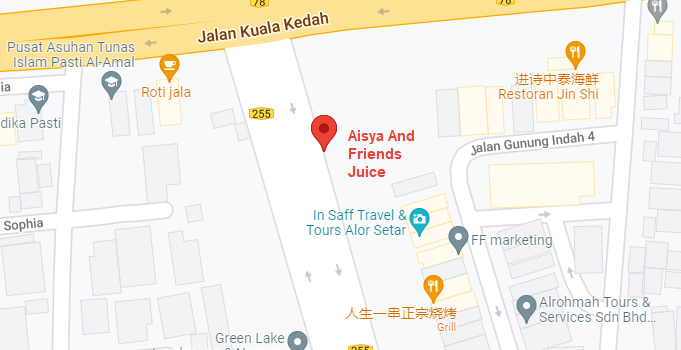 78
78
Jalan Kuala Kedah
Pusat Asuhan Tunas
Islam Pasti Al-Amal
Roti jala
dika Pasti
255
Aisya And
Friends
Juice
进诗中泰海鲜
Restoran Jin Shi
Jalan Gunung Indah 4
Sophia
In Saff Travel &
Tours Alor Setar
FF marketing
人生一串正宗烧烤
Grill
Alrohmah Tours &
Services Sdn Bhd...
Green Lake
255